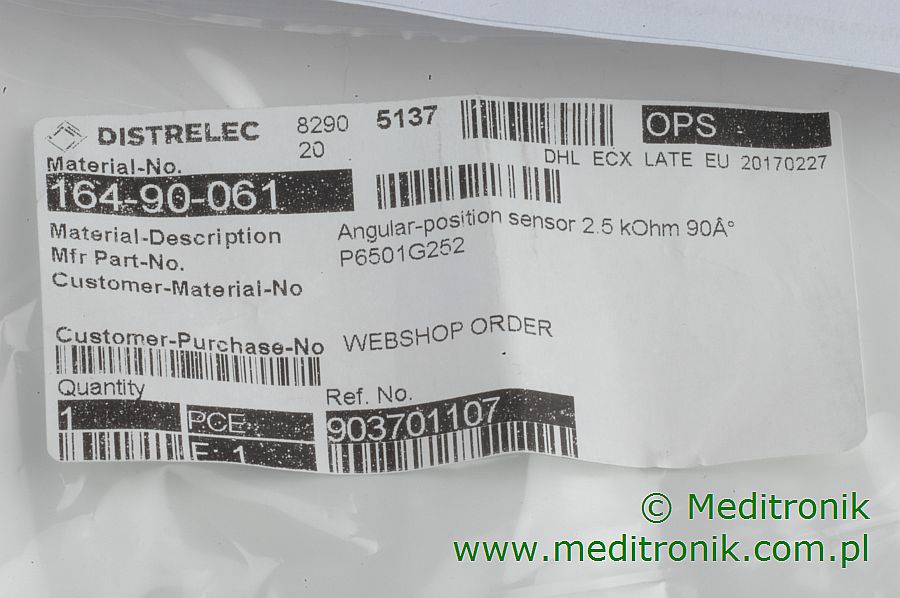 DISTRELEC 8290 5137 OPS
20
DHL ECX LATE EU 20170227
Material-No.
164-90-061
Material-Description Angular-position sensor 2.5 kOhm 90Â°
Mfr Part-No. P6501G252
Customer-Material-No
Customer-Purchase-No WEBSHOP ORDER
Quantity Ref. No.
1 PCE 903701107
F 1
© Meditronik
www.meditronik.com.pl